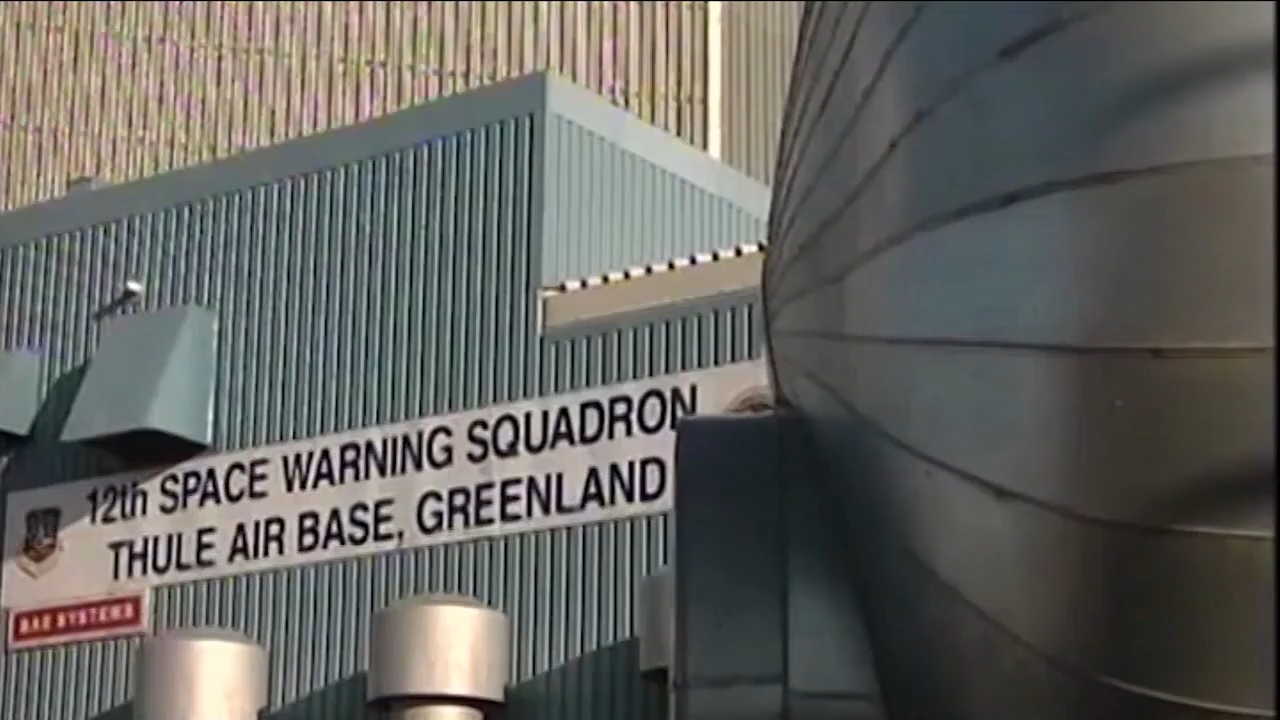 12th SPACE WARNING SQUADRON
THULE AIR BASE, GREENLAND
BAE SYSTEMS